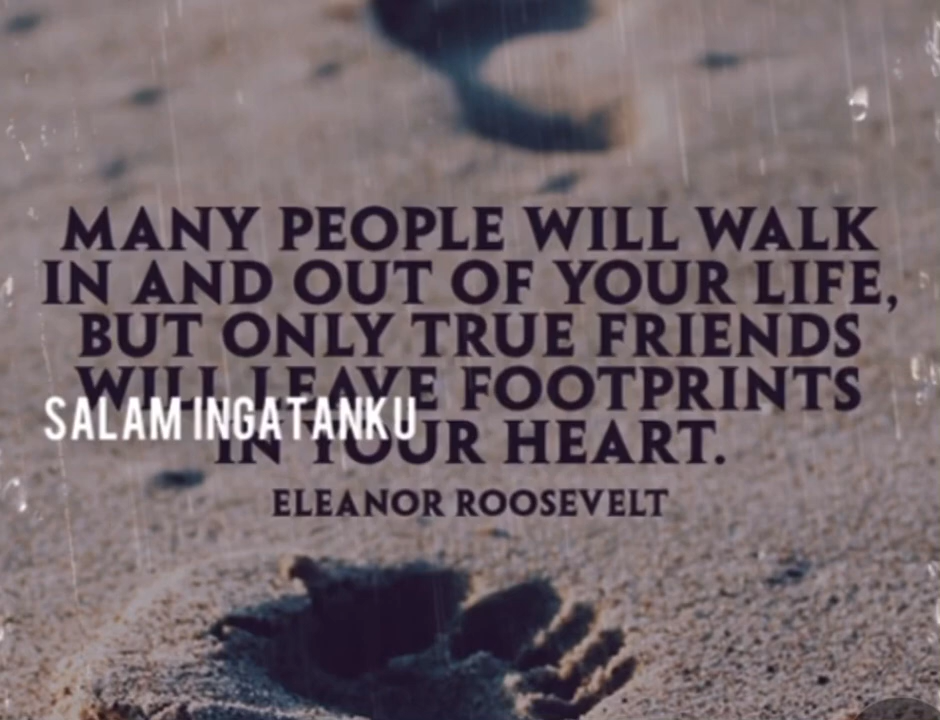 MANY PEOPLE WILL WALK
IN AND OUT OF YOUR LIFE,
BUT ONLY TRUE FRIENDS
WILL LEAVE FOOTPRINTS
SALAM INGATANKU
IN YOUR HEART.
ELEANOR ROOSEVELT